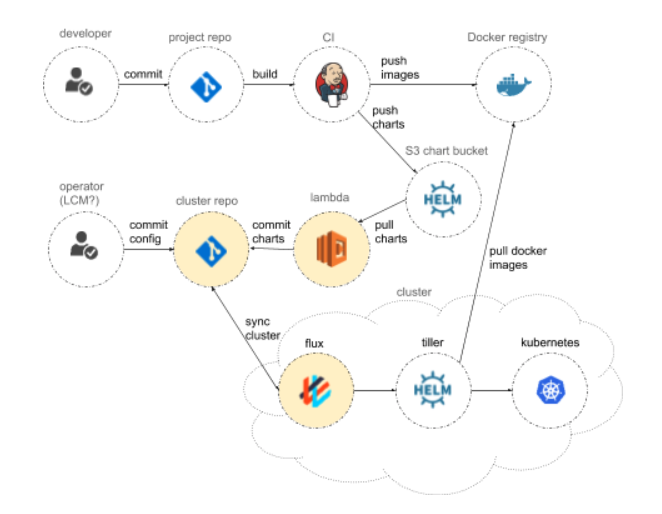 developer
project repo
CI
Docker registry
commit
build
push
images
push
charts
S3 chart bucket
HELM
operator
(LCM?)
cluster repo
lambda
commit
config
commit
charts
pull
charts
pull docker
images
cluster
sync
cluster
flux
tiller
kubernetes
HELM